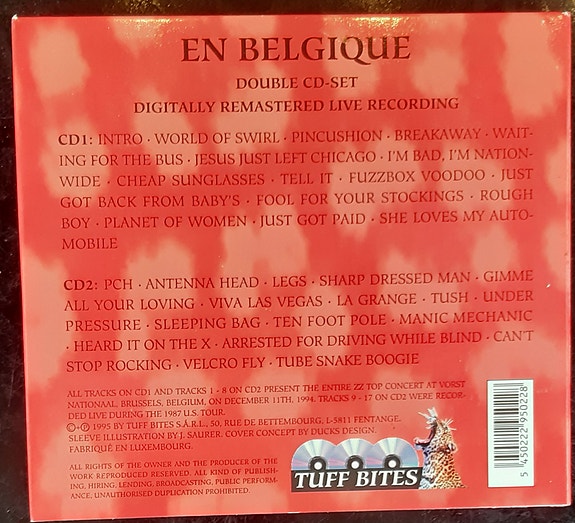 EN BELGIQUE
DOUBLE CD-SET
DIGITALLY REMASTERED LIVE RECORDING
CD1: INTRO · WORLD OF SWIRL · PINCUSHION · BREAKAWAY · WAIT-
ING FOR THE BUS · JESUS JUST LEFT CHICAGO · I'M BAD, I'M NATION-
WIDE · CHEAP SUNGLASSES · TELL IT · FUZZBOX VOODOO · JUST
GOT BACK FROM BABY'S · FOOL FOR YOUR STOCKINGS · ROUGH
BOY · PLANET OF WOMEN · JUST GOT PAID · SHE LOVES MY AUTO-
MOBILE
CD2: PCH · ANTENNA HEAD · LEGS · SHARP DRESSED MAN · GIMME
ALL YOUR LOVING · VIVA LAS VEGAS · LA GRANGE · TUSH · UNDER
PRESSURE · SLEEPING BAG · TEN FOOT POLE · MANIC MECHANIC
· HEARD IT ON THE X · ARRESTED FOR DRIVING WHILE BLIND · CAN'T
STOP ROCKING · VELCRO FLY · TUBE SNAKE BOOGIE
ALL TRACKS ON CD1 AND TRACKS 1 - 8 ON CD2 PRESENT THE ENTIRE ZZ TOP CONCERT AT VORST
NATIONAAL, BRUSSELS, BELGIUM, ON DECEMBER 11TH, 1994. TRACKS 9 - 17 ON CD2 WERE RECOR-
DED LIVE DURING THE 1987 U.S. TOUR.
©+℗ 1995 BY TUFF BITES S.À.R.L., 50, RUE DE BETTEMBOURG, L-5811 FENTANGE.
SLEEVE ILLUSTRATION BY J. SAURER. COVER CONCEPT BY DUCKS DESIGN.
FABRIQUÉ EN LUXEMBOURG.
ALL RIGHTS OF THE OWNER AND THE PRODUCER OF THE
WORK REPRODUCED RESERVED. ALL KIND OF PUBLISH-
ING, HIRING, LENDING, BROADCASTING, PUBLIC PERFORM-
ANCE, UNAUTHORISED DUPLICATION PROHIBITED.
TUFF BITES
5 450222 950228